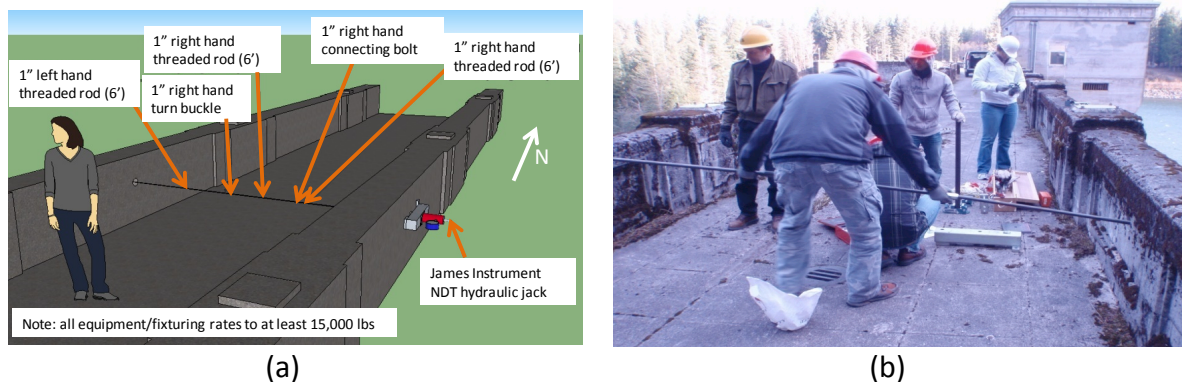 1” left hand
threaded rod (6’)
1” right hand
threaded rod (6’)
1” right hand
turn buckle
1” right hand
connecting bolt
1” right hand
threaded rod (6’)
N
James Instrument
NDT hydraulic jack
Note: all equipment/fixturing rates to at least 15,000 lbs
(a)
(b)